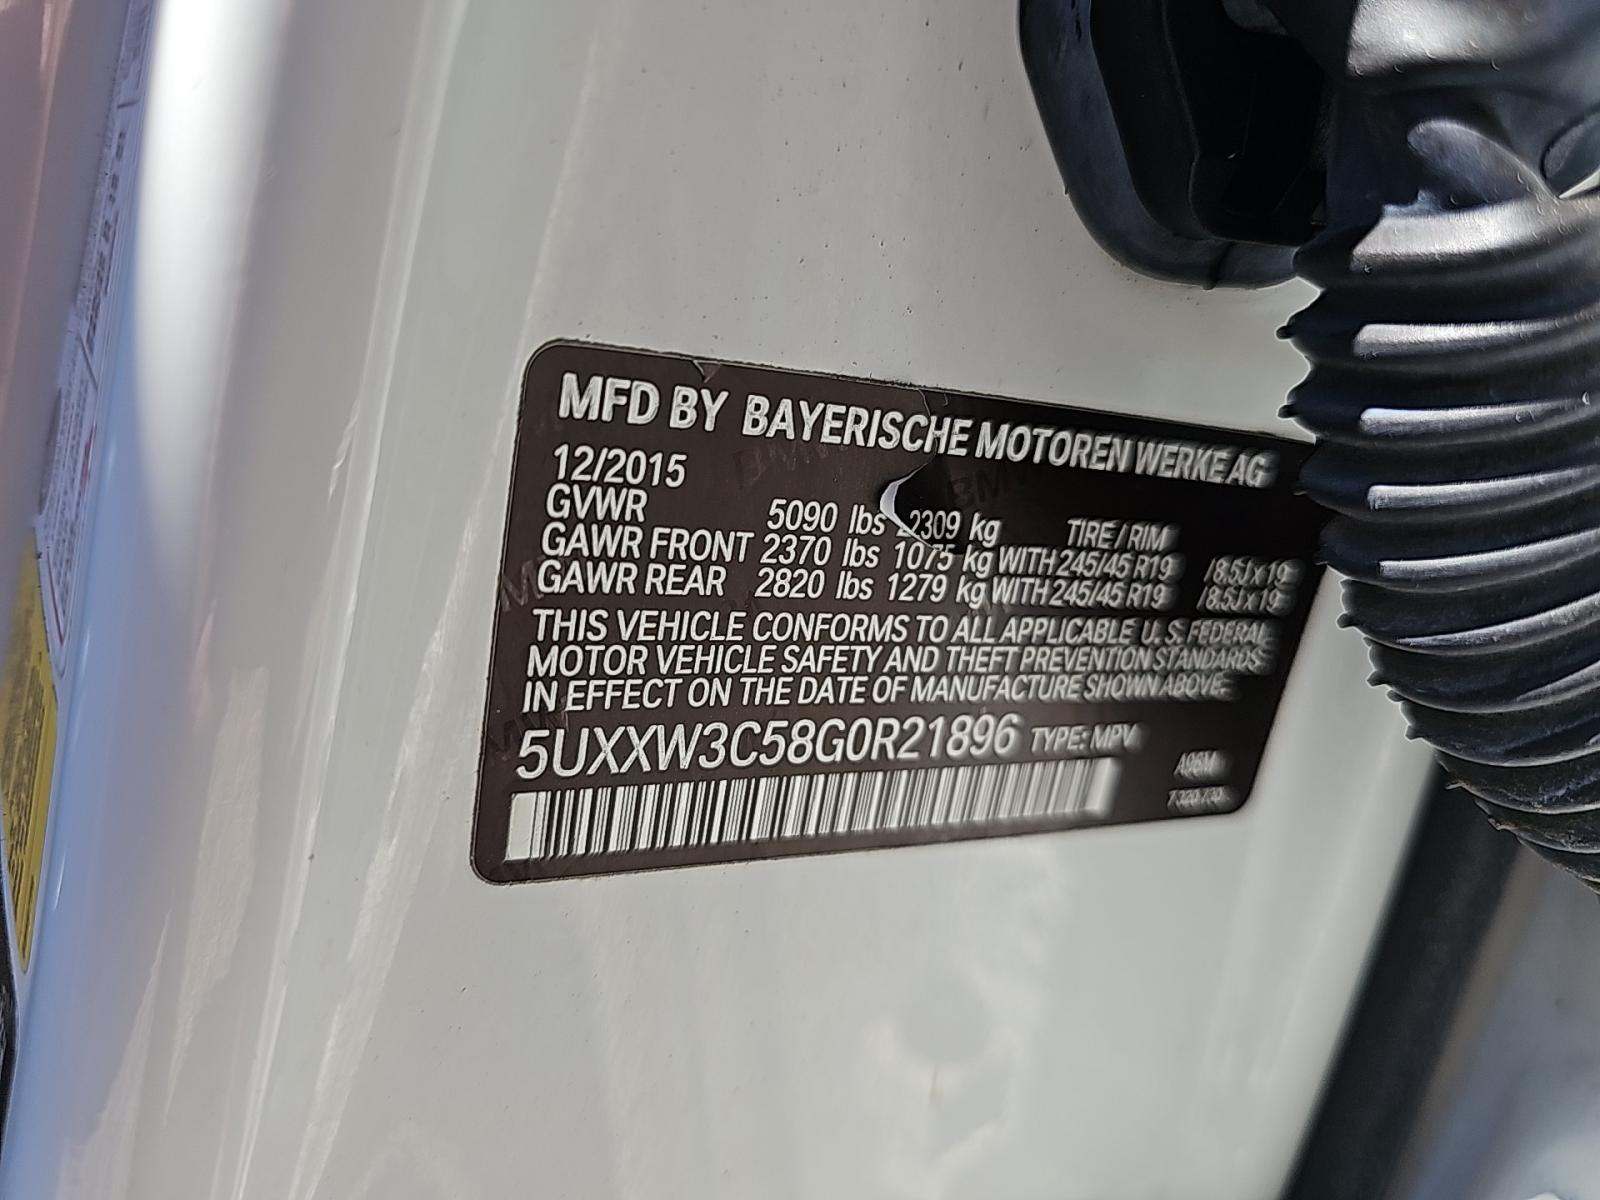 MFD BY BAYERISCHE MOTOREN WERKE AG
12/2015
GVWR 5090 lbs 2309 kg TIRE / RIM
GAWR FRONT 2370 lbs 1075 kg WITH 245/45 R19 / 8.5J x 19
GAWR REAR 2820 lbs 1279 kg WITH 245/45 R19 / 8.5J x 19
THIS VEHICLE CONFORMS TO ALL APPLICABLE U. S. FEDERAL
MOTOR VEHICLE SAFETY AND THEFT PREVENTION STANDARDS
IN EFFECT ON THE DATE OF MANUFACTURE SHOWN ABOVE.
5UXXW3C58G0R21896 TYPE: MPV